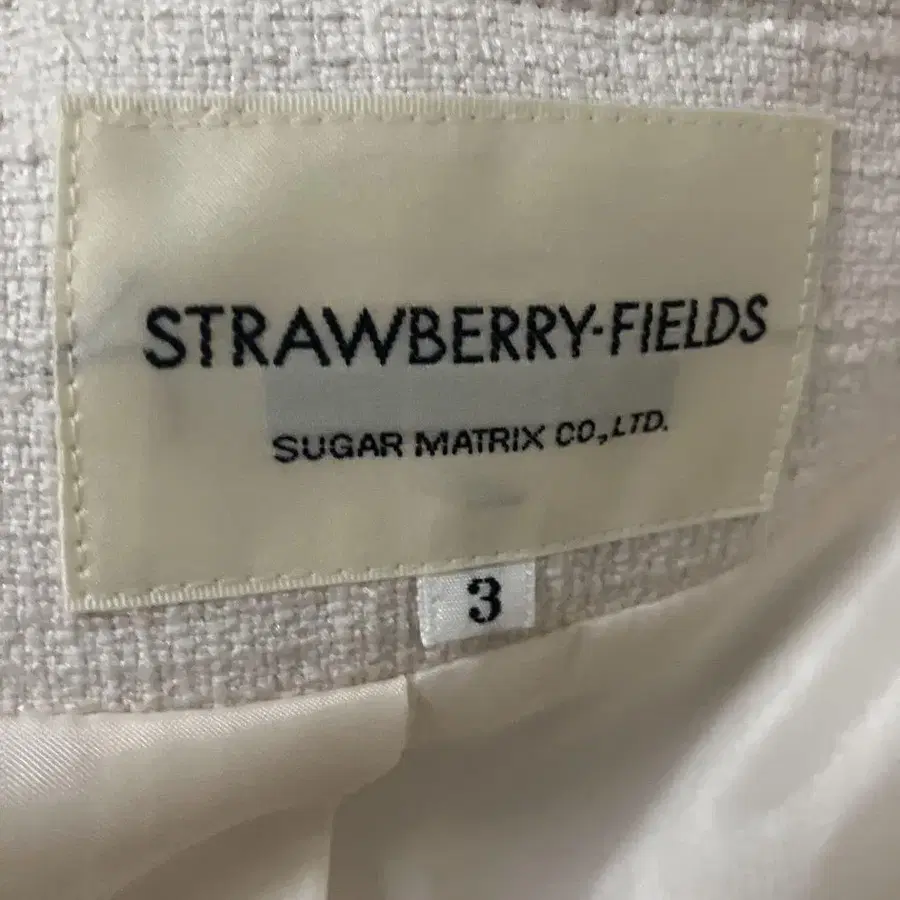 STRAWBERRY-FIELDS
SUGAR MATRIX CO.,LTD.
3